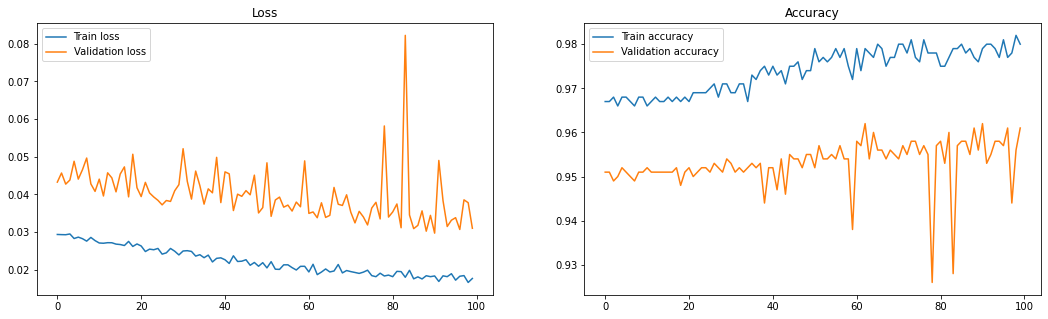 Loss
Train loss
Validation loss
0.08
0.07
0.06
0.05
0.04
0.03
0.02
0 20 40 60 80 100
Accuracy
Train accuracy
Validation accuracy
0.98
0.97
0.96
0.95
0.94
0.93
0 20 40 60 80 100